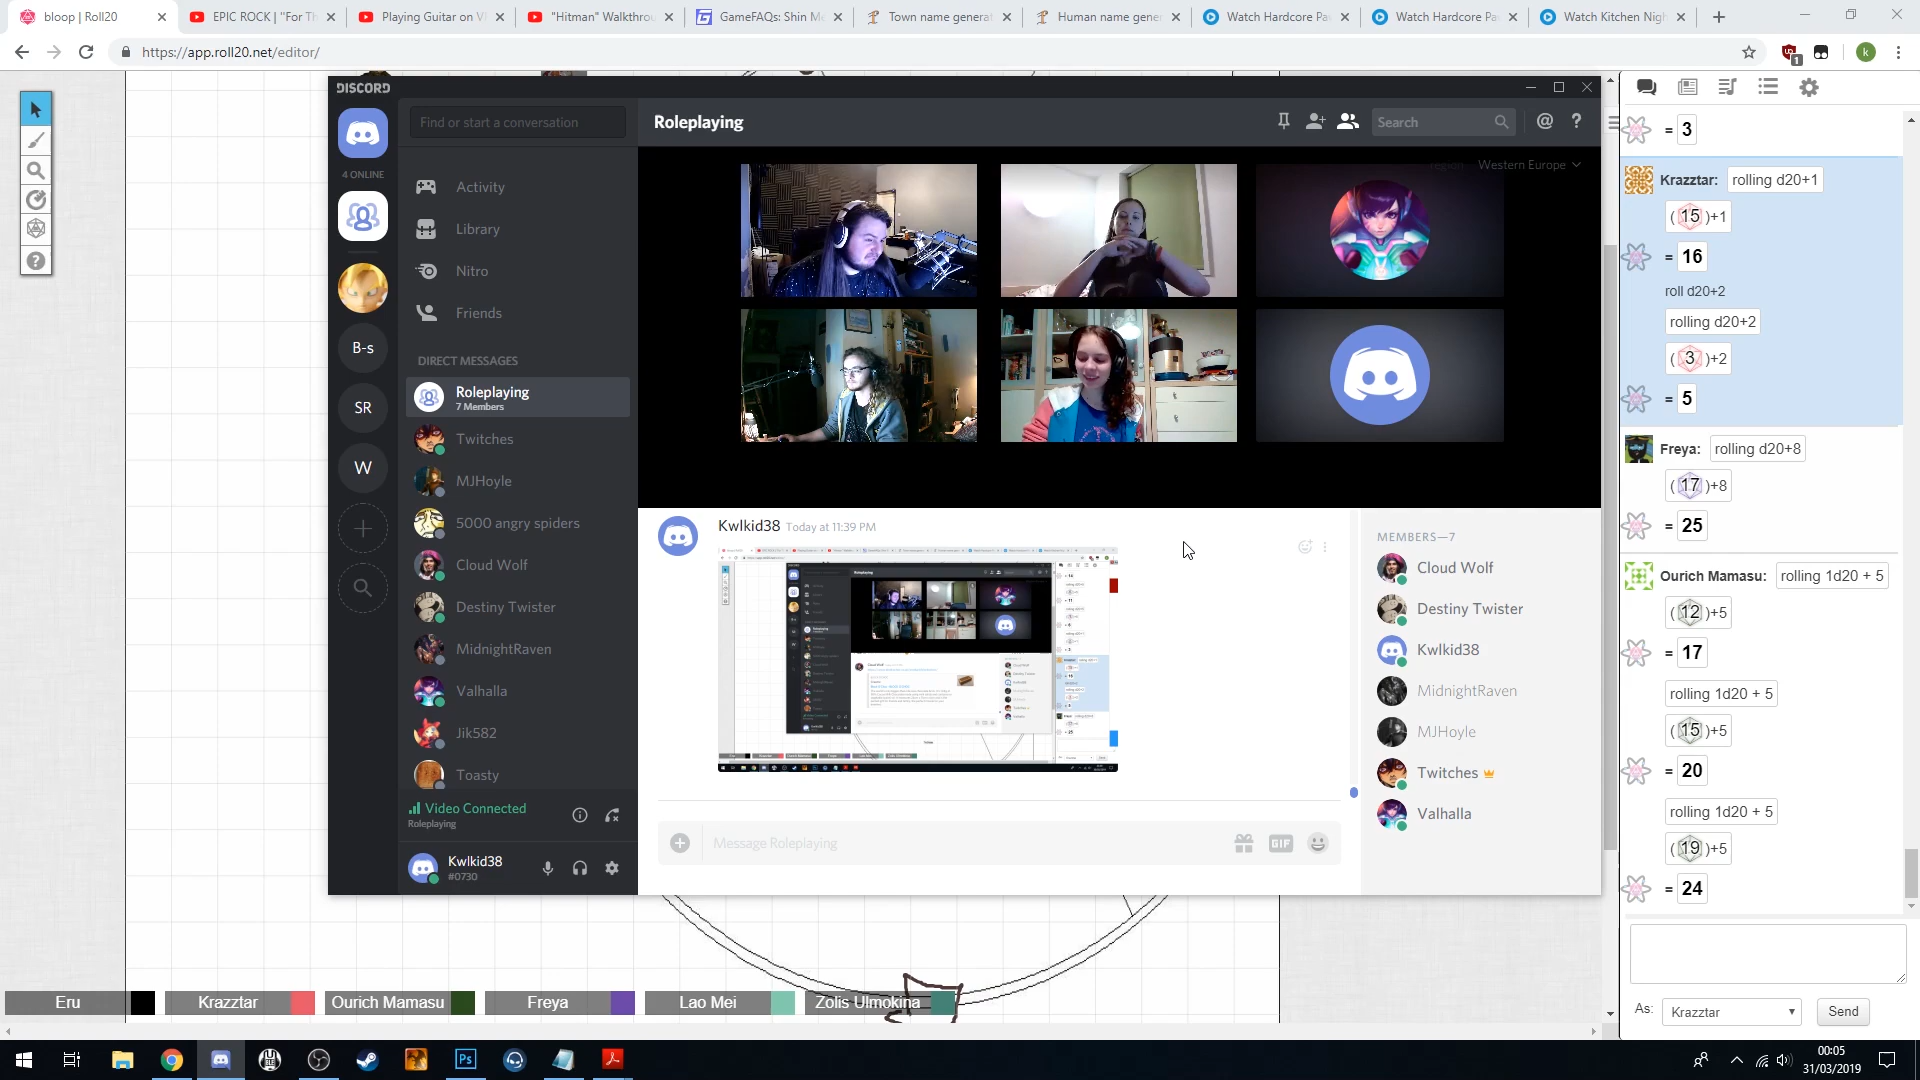 bloop | Roll20
EPIC ROCK | "For Th
Playing Guitar on V
"Hitman" Walkthrou
GameFAQs: Shin M
Town name generat
Human name gene
Watch Hardcore Pa
Watch Hardcore Pa
Watch Kitchen Nigh
https://app.roll20.net/editor/
1
k
DISCORD
4 ONLINE
B-s
SR
W
Find or start a conversation
Activity
Library
Nitro
Friends
DIRECT MESSAGES
Roleplaying
7 Members
Twitches
MJHoyle
5000 angry spiders
Cloud Wolf
Destiny Twister
MidnightRaven
Valhalla
Jik582
Toasty
Video Connected
Roleplaying
Kwlkid38
#0730
Roleplaying
Search
region Western Europe
Kwlkid38 Today at 11:39 PM
Message Roleplaying
GIF
MEMBERS—7
Cloud Wolf
Destiny Twister
Kwlkid38
MidnightRaven
MJHoyle
Twitches
Valhalla
= 3
Krazztar: rolling d20+1
(15)+1
= 16
roll d20+2
rolling d20+2
(3)+2
= 5
Freya: rolling d20+8
(17)+8
= 25
Ourich Mamasu: rolling 1d20 + 5
(12)+5
= 17
rolling 1d20 + 5
(15)+5
= 20
rolling 1d20 + 5
(19)+5
= 24
As: Krazztar Send
Eru
Krazztar
Ourich Mamasu
Freya
Lao Mei
Zolis Ulmokina
Ps
00:05
31/03/2019